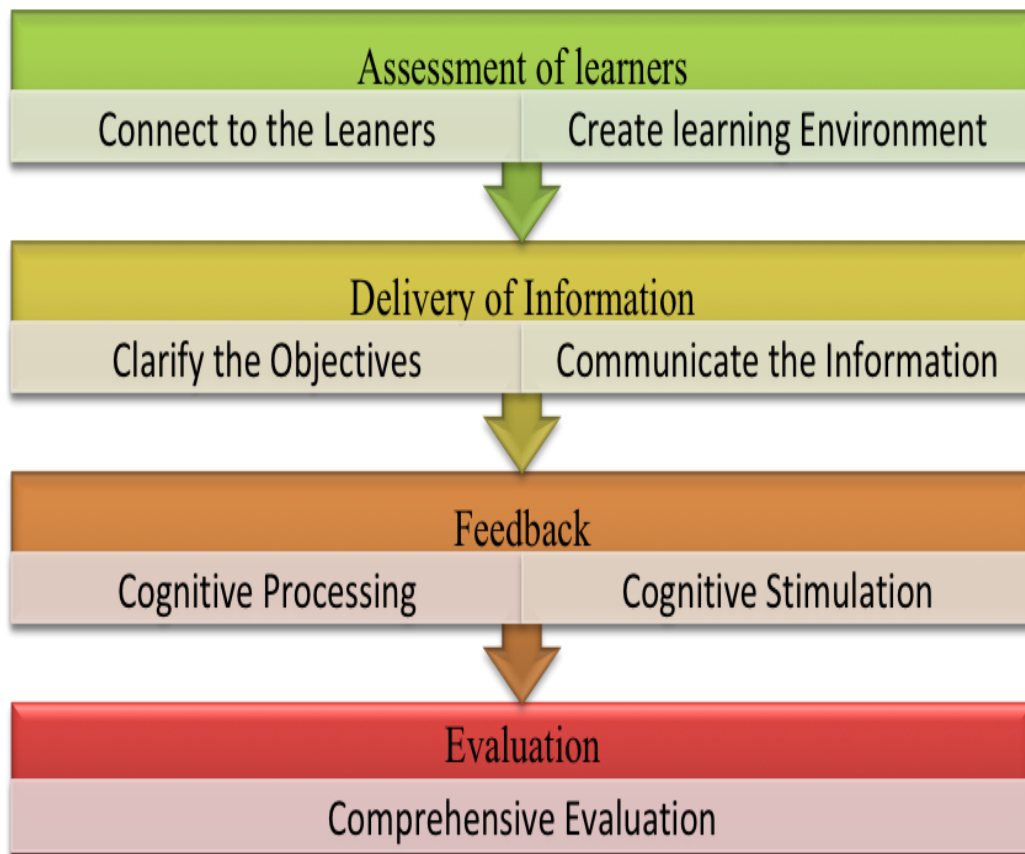 Assessment of learners
Connect to the Leaners
Create learning Environment
Delivery of Information
Clarify the Objectives
Communicate the Information
Feedback
Cognitive Processing
Cognitive Stimulation
Evaluation
Comprehensive Evaluation